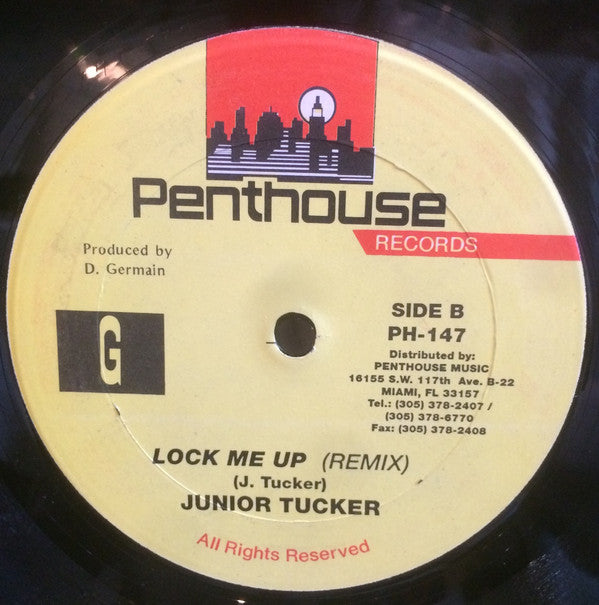 Penthouse
RECORDS
Produced by
D. Germain
G
SIDE B
PH-147
Distributed by:
PENTHOUSE MUSIC
16155 S.W. 117th Ave. B-22
MIAMI, FL 33157
Tel.: (305) 378-2407 /
(305) 378-6770
Fax: (305) 378-2408
LOCK ME UP (REMIX)
(J. Tucker)
JUNIOR TUCKER
All Rights Reserved